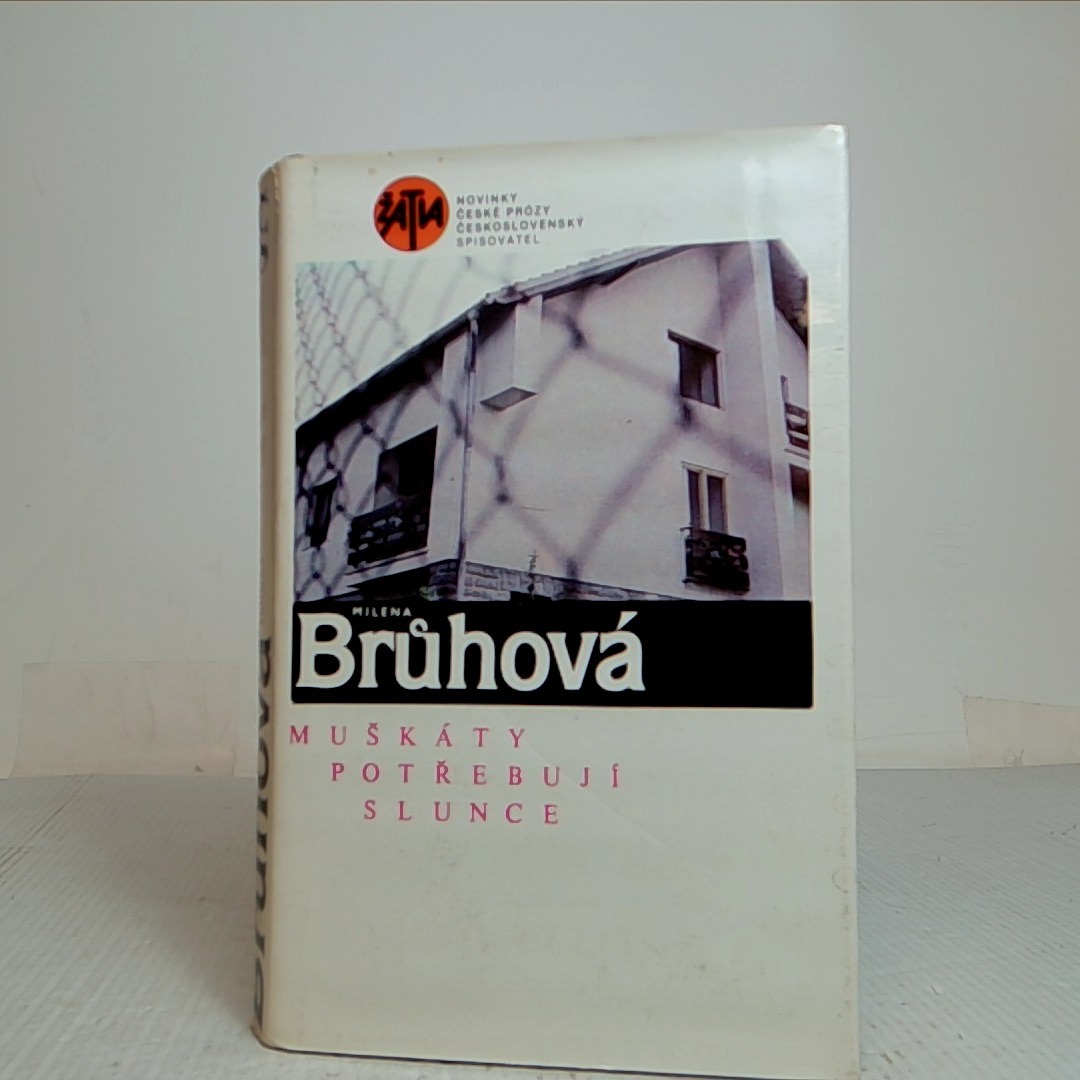 ŽATVA
NOVINKY
ČESKÉ PRÓZY
ČESKOSLOVENSKÝ
SPISOVATEL
MILENA
Brůhová
MUŠKÁTY
POTŘEBUJÍ
SLUNCE
Brůhová